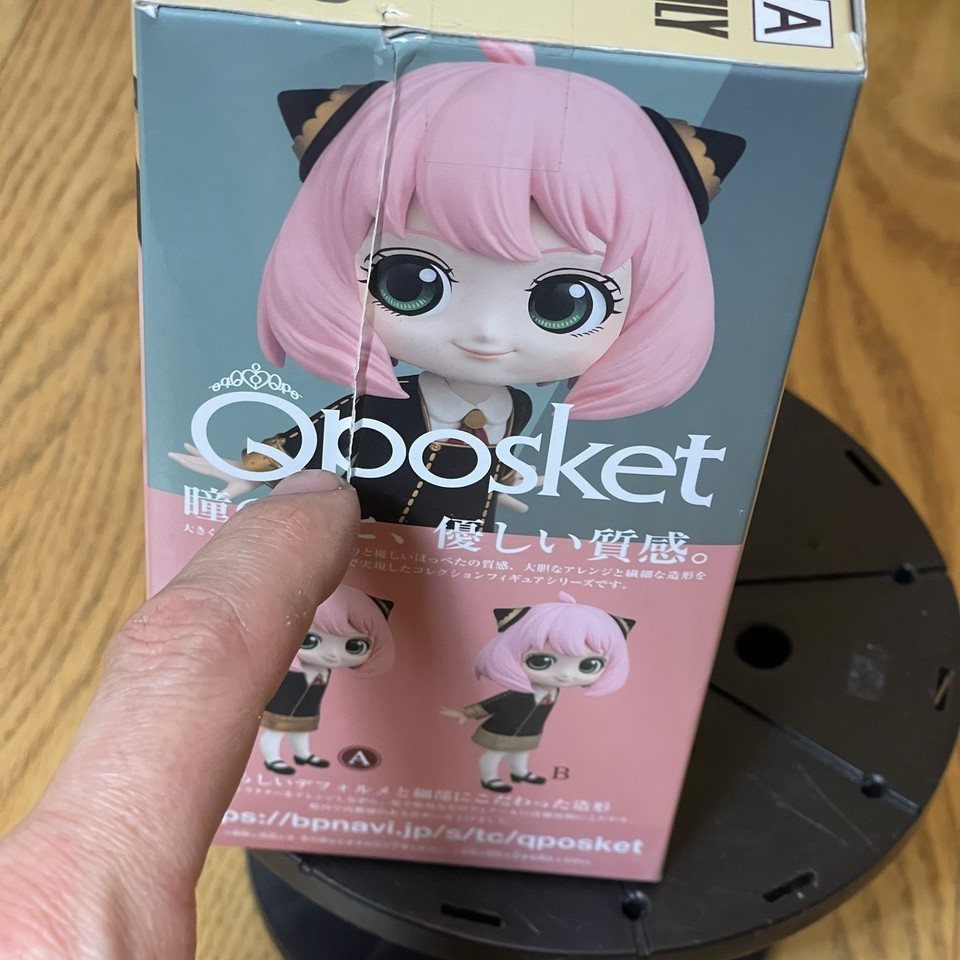 MILY
A
Qposket
瞳の
、優しい質感。
大きく
と優しいほっぺたの質感、大胆なアレンジと繊細な造形を
で実現したコレクションフィギュアシリーズです。
A
B
らしいデフォルメと細部にこだわった造形
ps://bpnavi.jp/s/tc/qposket